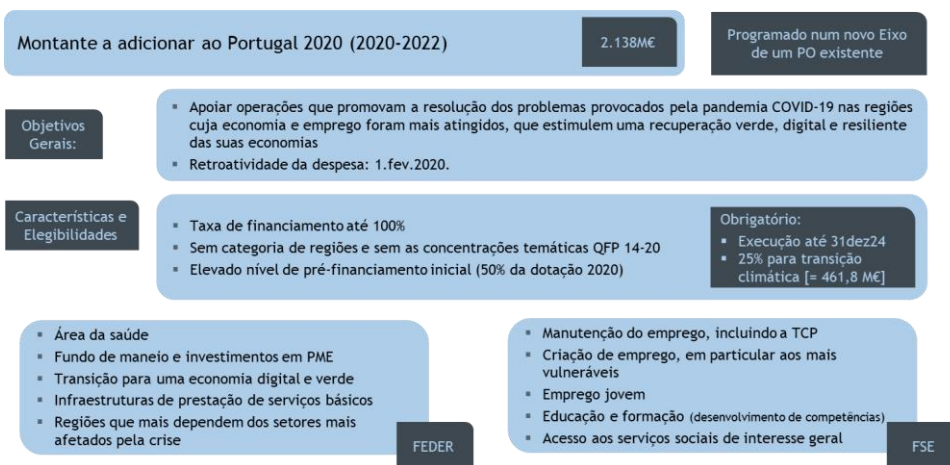 Montante a adicionar ao Portugal 2020 (2020-2022)
2.138M€
Programado num novo Eixo
de um PO existente
Objetivos
Gerais:
▪ Apoiar operações que promovam a resolução dos problemas provocados pela pandemia COVID-19 nas regiões
cuja economia e emprego foram mais atingidos, que estimulem uma recuperação verde, digital e resiliente
das suas economias
▪ Retroatividade da despesa: 1.fev.2020.
Características e
Elegibilidades
▪ Taxa de financiamento até 100%
▪ Sem categoria de regiões e sem as concentrações temáticas QFP 14-20
▪ Elevado nível de pré-financiamento inicial (50% da dotação 2020)
Obrigatório:
▪ Execução até 31dez24
▪ 25% para transição
climática [= 461,8 M€]
▪ Área da saúde
▪ Fundo de maneio e investimentos em PME
▪ Transição para uma economia digital e verde
▪ Infraestruturas de prestação de serviços básicos
▪ Regiões que mais dependem dos setores mais
afetados pela crise
FEDER
▪ Manutenção do emprego, incluindo a TCP
▪ Criação de emprego, em particular aos mais
vulneráveis
▪ Emprego jovem
▪ Educação e formação (desenvolvimento de competências)
▪ Acesso aos serviços sociais de interesse geral
FSE